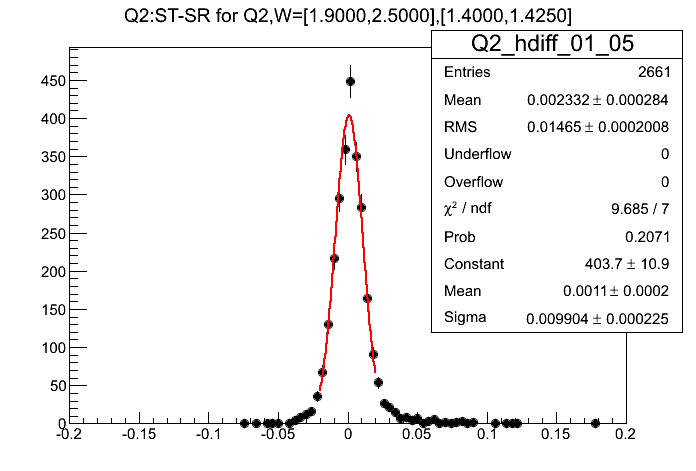 Q2:ST-SR for Q2,W=[1.9000,2.5000],[1.4000,1.4250]
Q2_hdiff_01_05
Entries 2661
Mean 0.002332 ± 0.000284
RMS 0.01465 ± 0.0002008
Underflow 0
Overflow 0
χ² / ndf 9.685 / 7
Prob 0.2071
Constant 403.7 ± 10.9
Mean 0.0011 ± 0.0002
Sigma 0.009904 ± 0.000225
450
400
350
300
250
200
150
100
50
0
-0.2 -0.15 -0.1 -0.05 0 0.05 0.1 0.15 0.2